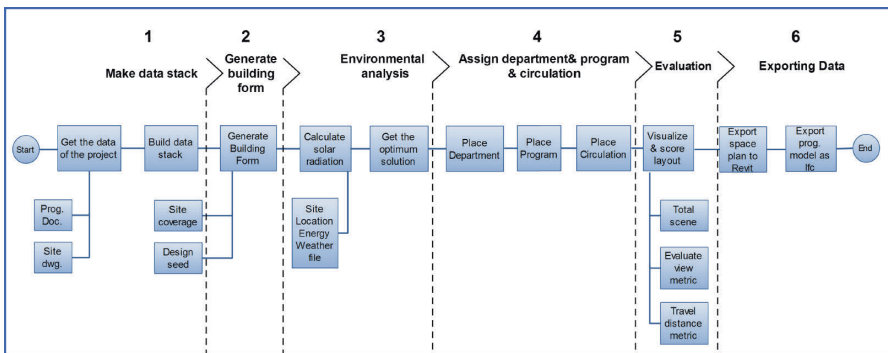 1
2
3
4
5
6
Make data stack
Generate
building
form
Environmental
analysis
Assign department& program
& circulation
Evaluation
Exporting Data
Start
Get the data
of the project
Build data
stack
Generate
Building
Form
Calculate
solar
radiation
Get the
optimum
solution
Place
Department
Place
Program
Place
Circulation
Visualize
& score
layout
Export
space
plan to
Revit
Export
prog.
model as
Ifc
End
Prog.
Doc.
Site
dwg.
Site
coverage
Design
seed
Site
Location
Energy
Weather
file
Total
scene
Evaluate
view
metric
Travel
distance
metric